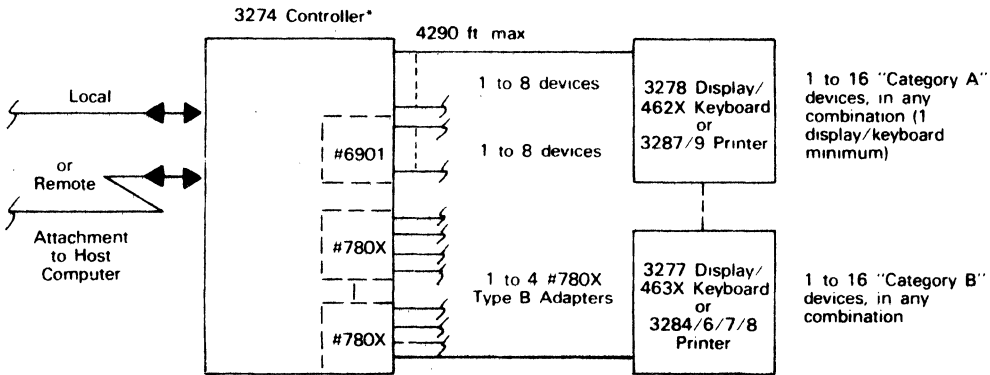 3274 Controller*
4290 ft max
Local
or
Remote
Attachment
to Host
Computer
#6901
#780X
#780X
1 to 8 devices
1 to 8 devices
1 to 4 #780X
Type B Adapters
3278 Display/
462X Keyboard
or
3287/9 Printer
1 to 16 "Category A"
devices, in any
combination (1
display/keyboard
minimum)
3277 Display/
463X Keyboard
or
3284/6/7/8
Printer
1 to 16 "Category B"
devices, in any
combination